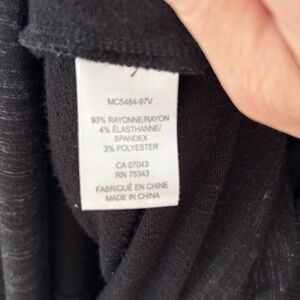 MC5484-97V
93% RAYONNE/RAYON
4% ÉLASTHANNE/
SPANDEX
3% POLYESTER
CA 07043
RN 75343
FABRIQUÉ EN CHINE
MADE IN CHINA